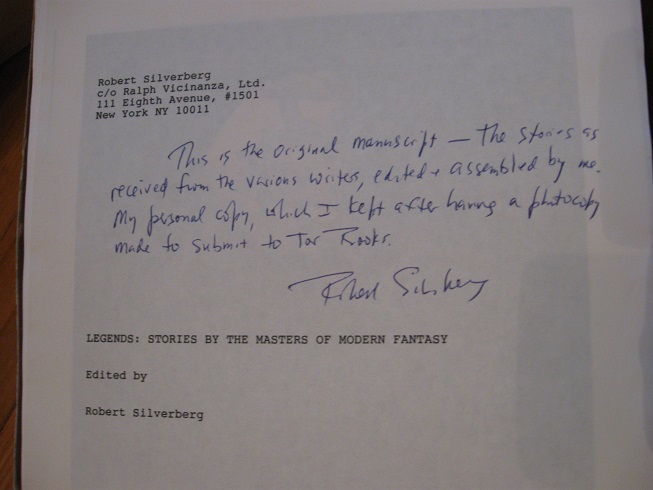 Robert Silverberg
c/o Ralph Vicinanza, Ltd.
111 Eighth Avenue, #1501
New York NY 10011
This is the original manuscript — the stories as
received from the various writers, edited + assembled by me.
My personal copy, which I kept after having a photocopy
made to submit to Tor Books.
Robert Silverberg
LEGENDS: STORIES BY THE MASTERS OF MODERN FANTASY
Edited by
Robert Silverberg